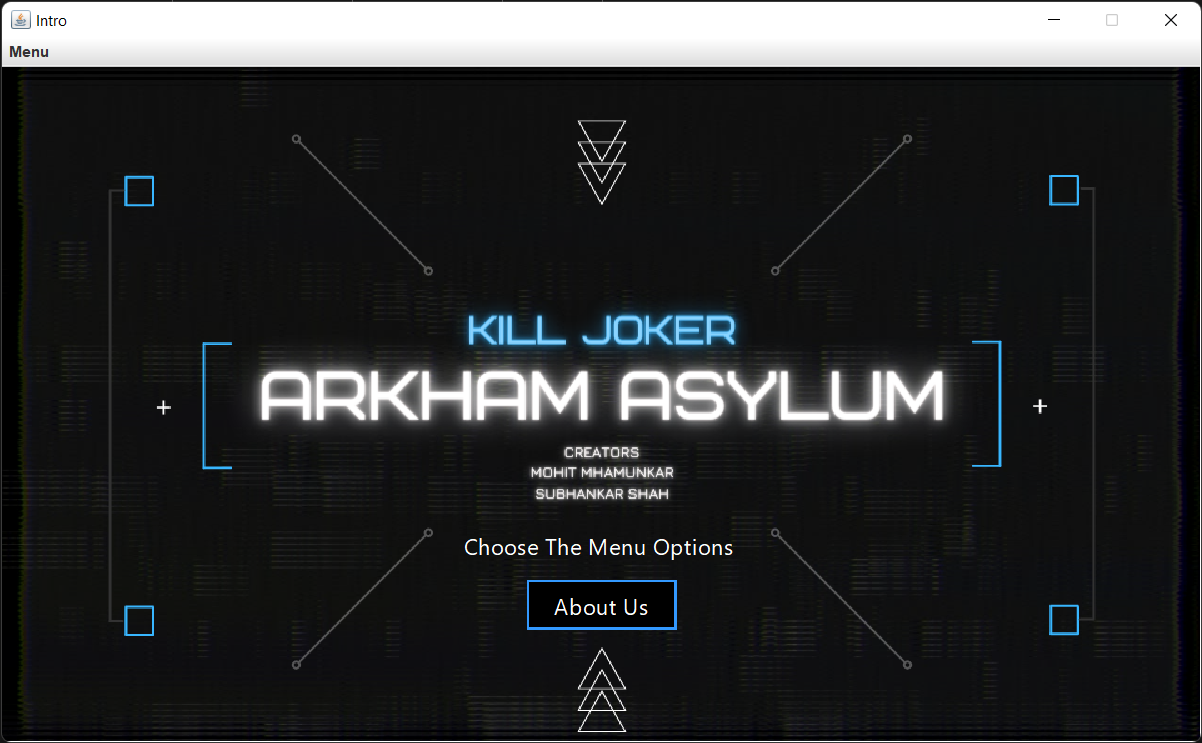 Intro
Menu
KILL JOKER
ARKHAM ASYLUM
CREATORS
MOHIT MHAMUNKAR
SUBHANKAR SHAH
Choose The Menu Options
About Us